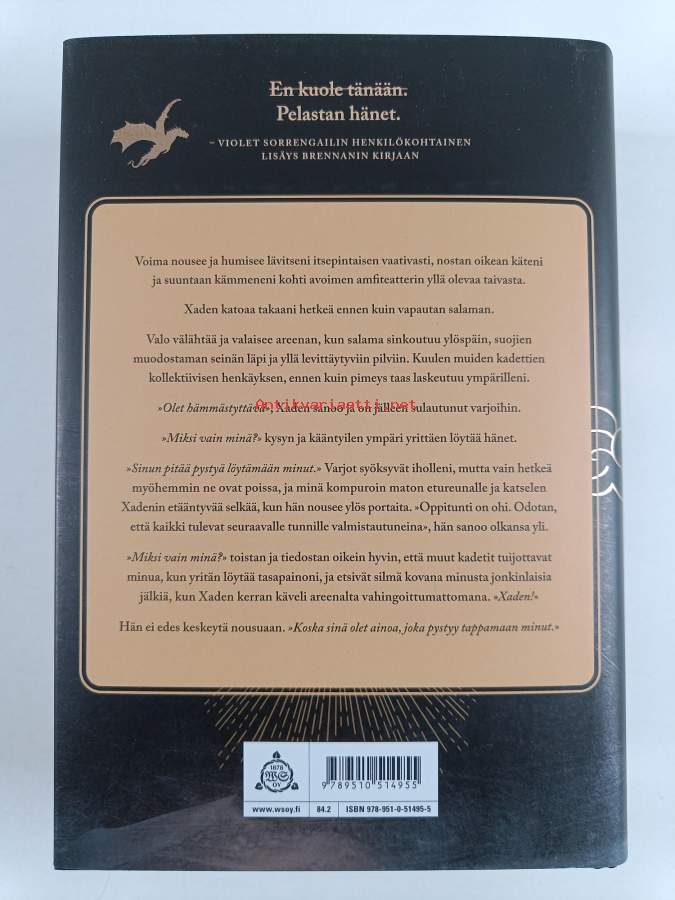 En kuole tänään.
Pelastan hänet.
– VIOLET SORRENGAILIN HENKILÖKOHTAINEN
LISÄYS BRENNANIN KIRJAAN
Voima nousee ja humisee lävitseni itsepintaisen vaativasti, nostan oikean käteni
ja suuntaan kämmeneni kohti avoimen amfiteatterin yllä olevaa taivasta.
Xaden katoaa takaani hetkeä ennen kuin vapautan salaman.
Valo välähtää ja valaisee areenan, kun salama sinkoutuu ylöspäin, suojien
muodostaman seinän läpi ja yllä levittäytyviin pilviin. Kuulen muiden kadettien
kollektiivisen henkäyksen, ennen kuin pimeys taas laskeutuu ympärilleni.
»Olet hämmästyttävä», Xaden sanoo ja on jälleen sulautunut varjoihin.
Antikvariaatti.net
»Miksi vain minä?» kysyn ja kääntyilen ympäri yrittäen löytää hänet.
»Sinun pitää pystyä löytämään minut.» Varjot syöksyvät iholleni, mutta vain hetkeä
myöhemmin ne ovat poissa, ja minä kompuroin maton etureunalle ja katselen
Xadenin etääntyvää selkää, kun hän nousee ylös portaita. »Oppitunti on ohi. Odotan,
että kaikki tulevat seuraavalle tunnille valmistautuneina», hän sanoo olkansa yli.
»Miksi vain minä?» toistan ja tiedostan oikein hyvin, että muut kadetit tuijottavat
minua, kun yritän löytää tasapainoni, ja etsivät silmä kovana minusta jonkinlaisia
jälkiä, kun Xaden kerran käveli areenalta vahingoittumattomana. »Xaden!»
Hän ei edes keskeytä nousuaan. »Koska sinä olet ainoa, joka pystyy tappamaan minut.»
1878
WS
OY
9 789510 514955
www.wsoy.fi
84.2
ISBN 978-951-0-51495-5